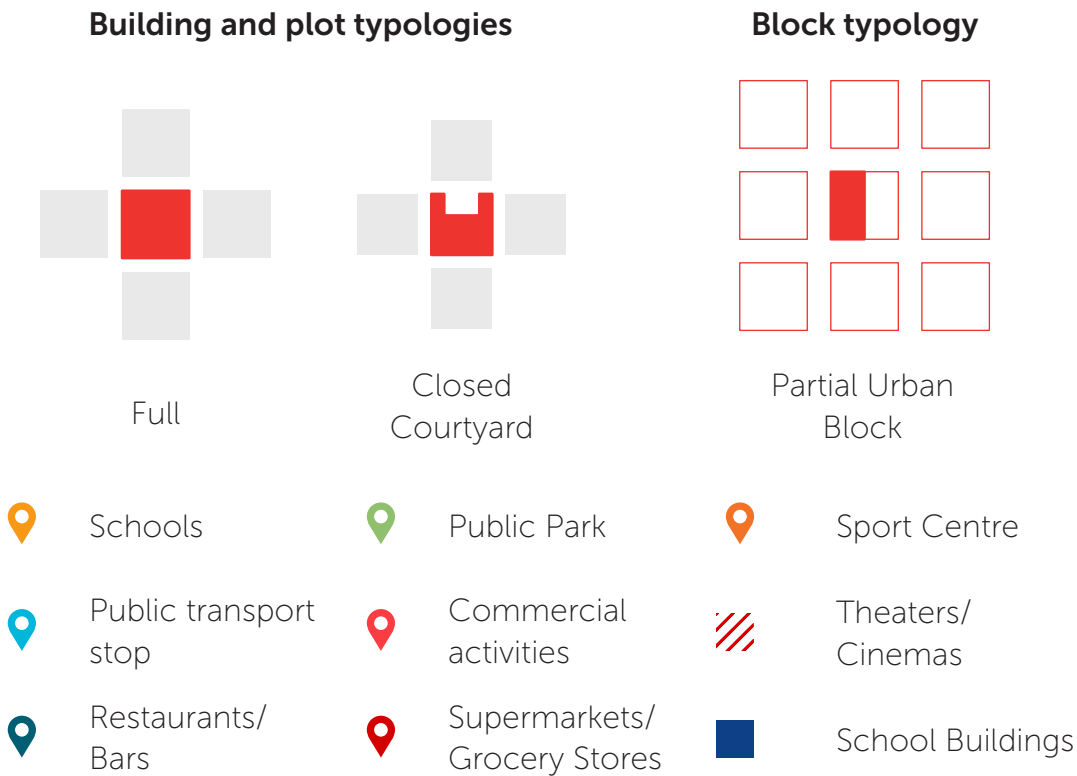 Building and plot typologies
Block typology
Full
Closed
Courtyard
Partial Urban
Block
Schools
Public Park
Sport Centre
Public transport
stop
Commercial
activities
Theaters/
Cinemas
Restaurants/
Bars
Supermarkets/
Grocery Stores
School Buildings